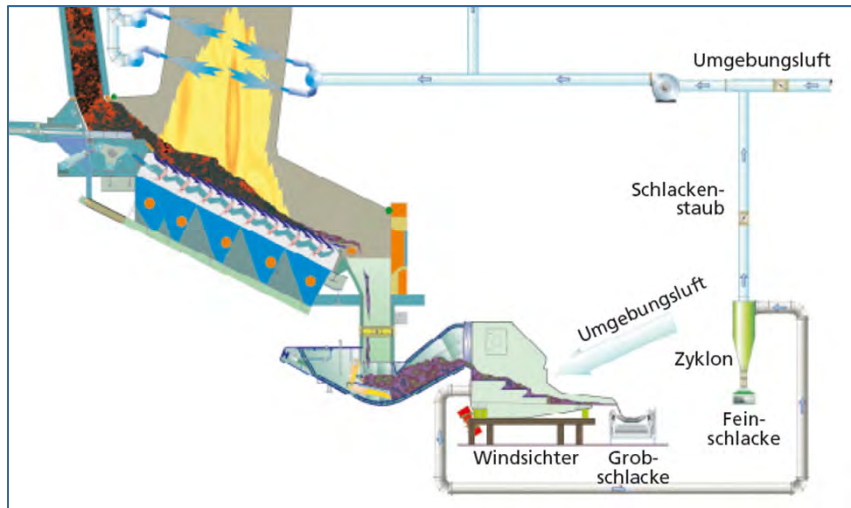 Umgebungsluft
Schlacken-
staub
Umgebungsluft
Zyklon
Fein-
schlacke
Windsichter
Grob-
schlacke